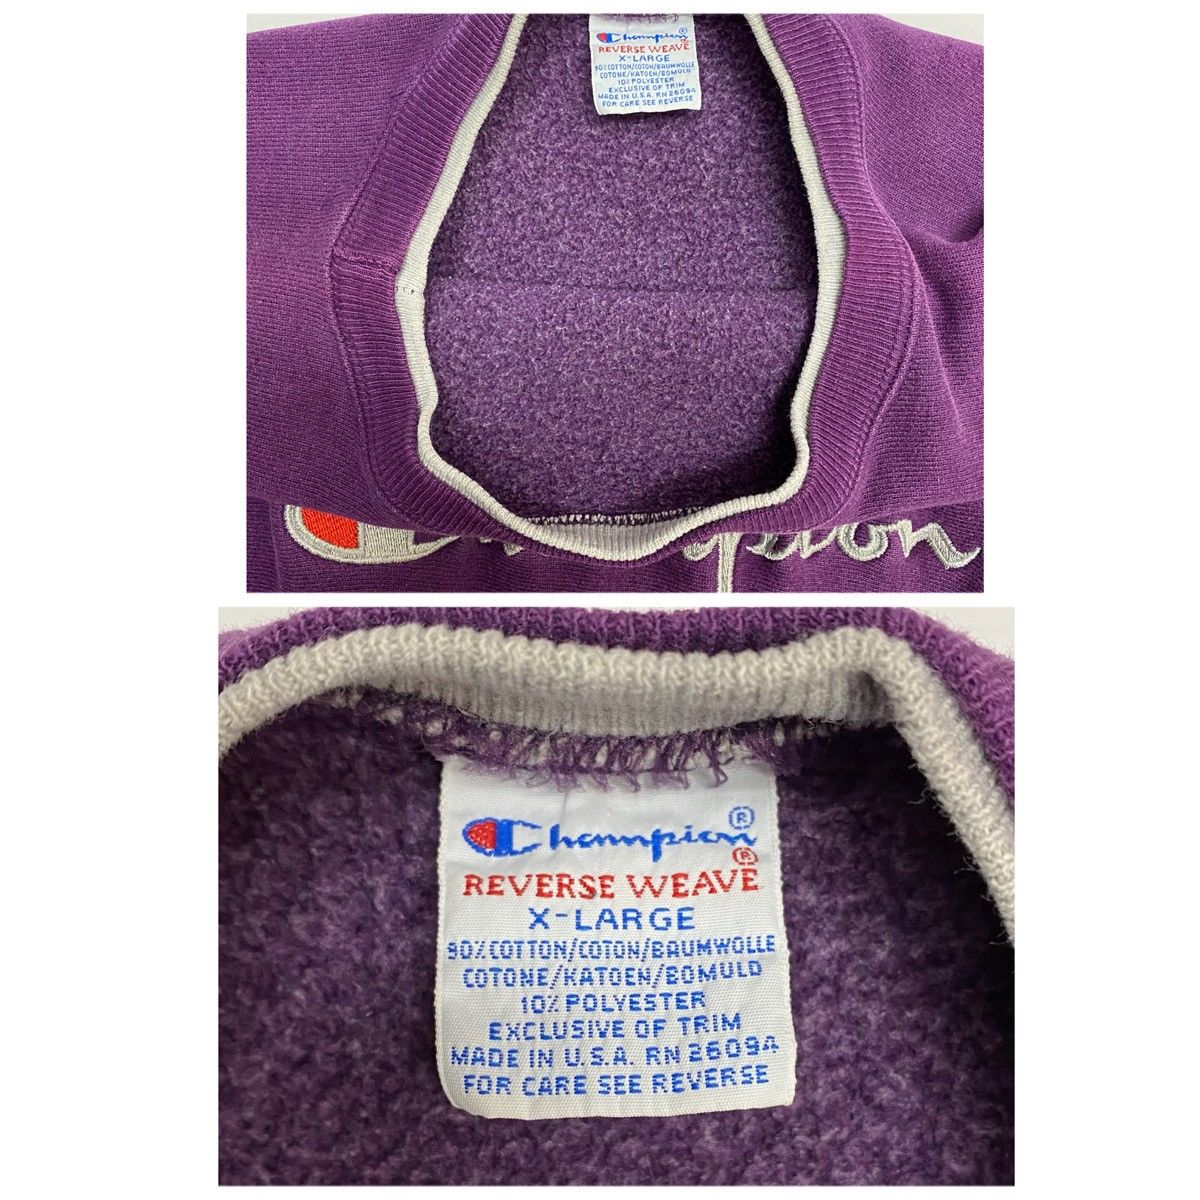 Champion®
REVERSE WEAVE®
X-LARGE
90% COTTON/COTON/BAUMWOLLE
COTONE/KATOEN/BOMULD
10% POLYESTER
EXCLUSIVE OF TRIM
MADE IN U.S.A. RN 26094
FOR CARE SEE REVERSE
Champion
Champion®
REVERSE WEAVE®
X-LARGE
90% COTTON/COTON/BAUMWOLLE
COTONE/KATOEN/BOMULD
10% POLYESTER
EXCLUSIVE OF TRIM
MADE IN U.S.A. RN 26094
FOR CARE SEE REVERSE